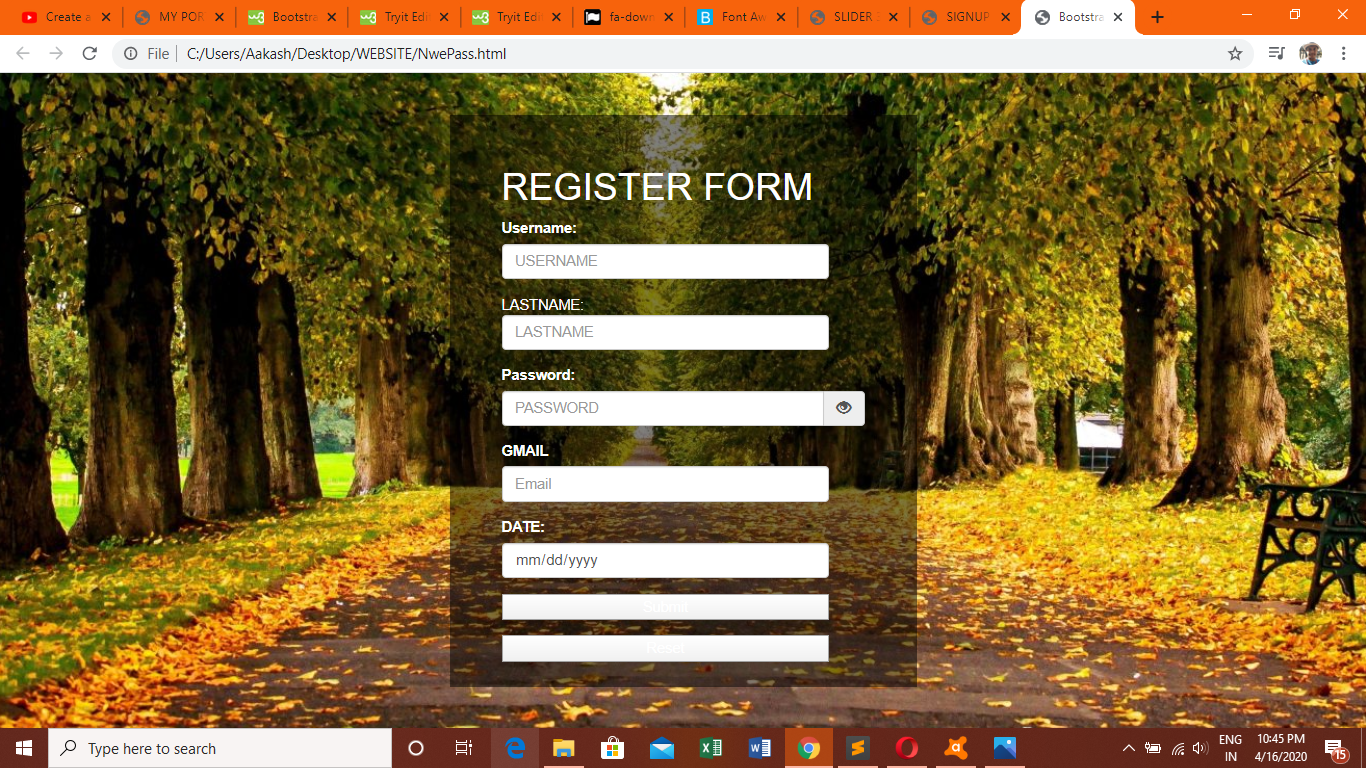 Create a
MY POR
Bootstra
Tryit Edi
Tryit Edi
fa-down
Font Aw
SLIDER
SIGNUP
Bootstra
File | C:/Users/Aakash/Desktop/WEBSITE/NwePass.html
REGISTER FORM
Username:
USERNAME
LASTNAME:
LASTNAME
Password:
PASSWORD
GMAIL
Email
DATE:
mm/dd/yyyy
Submit
Reset
Type here to search
ENG
IN
10:45 PM
4/16/2020
15